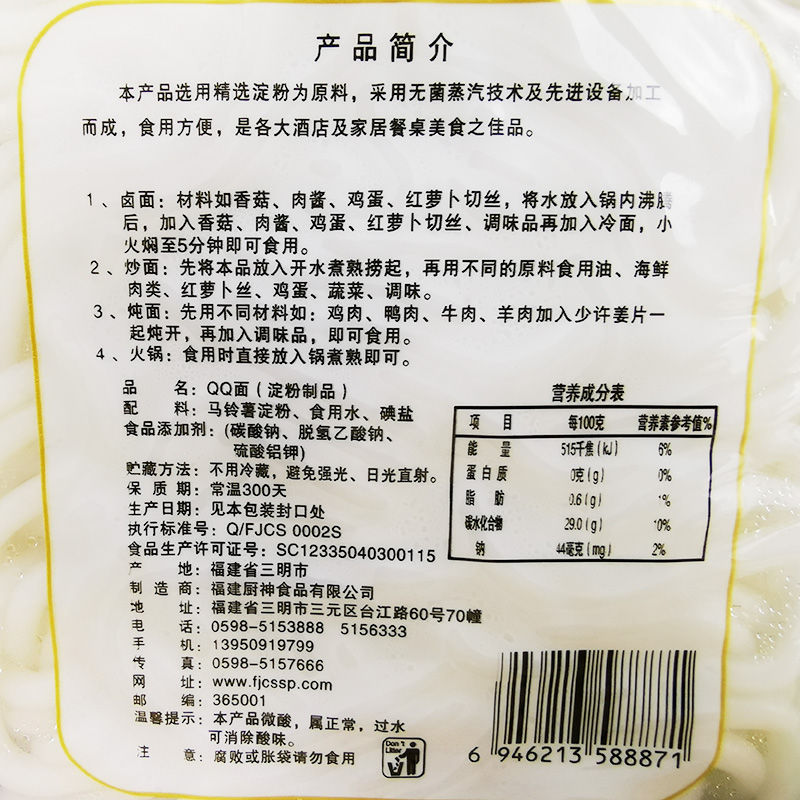 产品简介
本产品选用精选淀粉为原料，采用无菌蒸汽技术及先进设备加工
而成，食用方便，是各大酒店及家居餐桌美食之佳品。
1、卤面：材料如香菇、肉酱、鸡蛋、红萝卜切丝，将水放入锅内沸腾
后，加入香菇、肉酱、鸡蛋、红萝卜切丝、调味品再加入冷面，小
火焖至5分钟即可食用。
2、炒面：先将本品放入开水煮熟捞起，再用不同的原料食用油、海鲜
肉类、红萝卜丝、鸡蛋、蔬菜、调味。
3、炖面：先用不同材料如：鸡肉、鸭肉、牛肉、羊肉加入少许姜片一
起炖开，再加入调味品，即可食用。
4、火锅：食用时直接放入锅煮熟即可。
品 名：QQ面（淀粉制品）
配 料：马铃薯淀粉、食用水、碘盐
食品添加剂：(碳酸钠、脱氢乙酸钠、
硫酸铝钾)
贮藏方法：不用冷藏，避免强光、日光直射。
保 质 期：常温300天
生产日期：见本包装封口处
执行标准号：Q/FJCS 0002S
食品生产许可证号：SC12335040300115
产 地：福建省三明市
制 造 商：福建厨神食品有限公司
地 址：福建省三明市三元区台江路60号70幢
电 话：0598-5153888 5156333
手 机：13950919799
传 真：0598-5157666
网 址：www.fjcssp.com
邮 编：365001
温馨提示：本产品微酸，属正常，过水
可消除酸味。
注 意：腐败或胀袋请勿食用
营养成分表
项 目 每100克 营养素参考值%
能 量 515千焦(kJ) 6%
蛋白质 0克(g) 0%
脂 肪 0.6(g) 1%
碳水化合物 29.0(g) 10%
钠 44毫克(mg) 2%
Don't
Litter
6 946213 588871